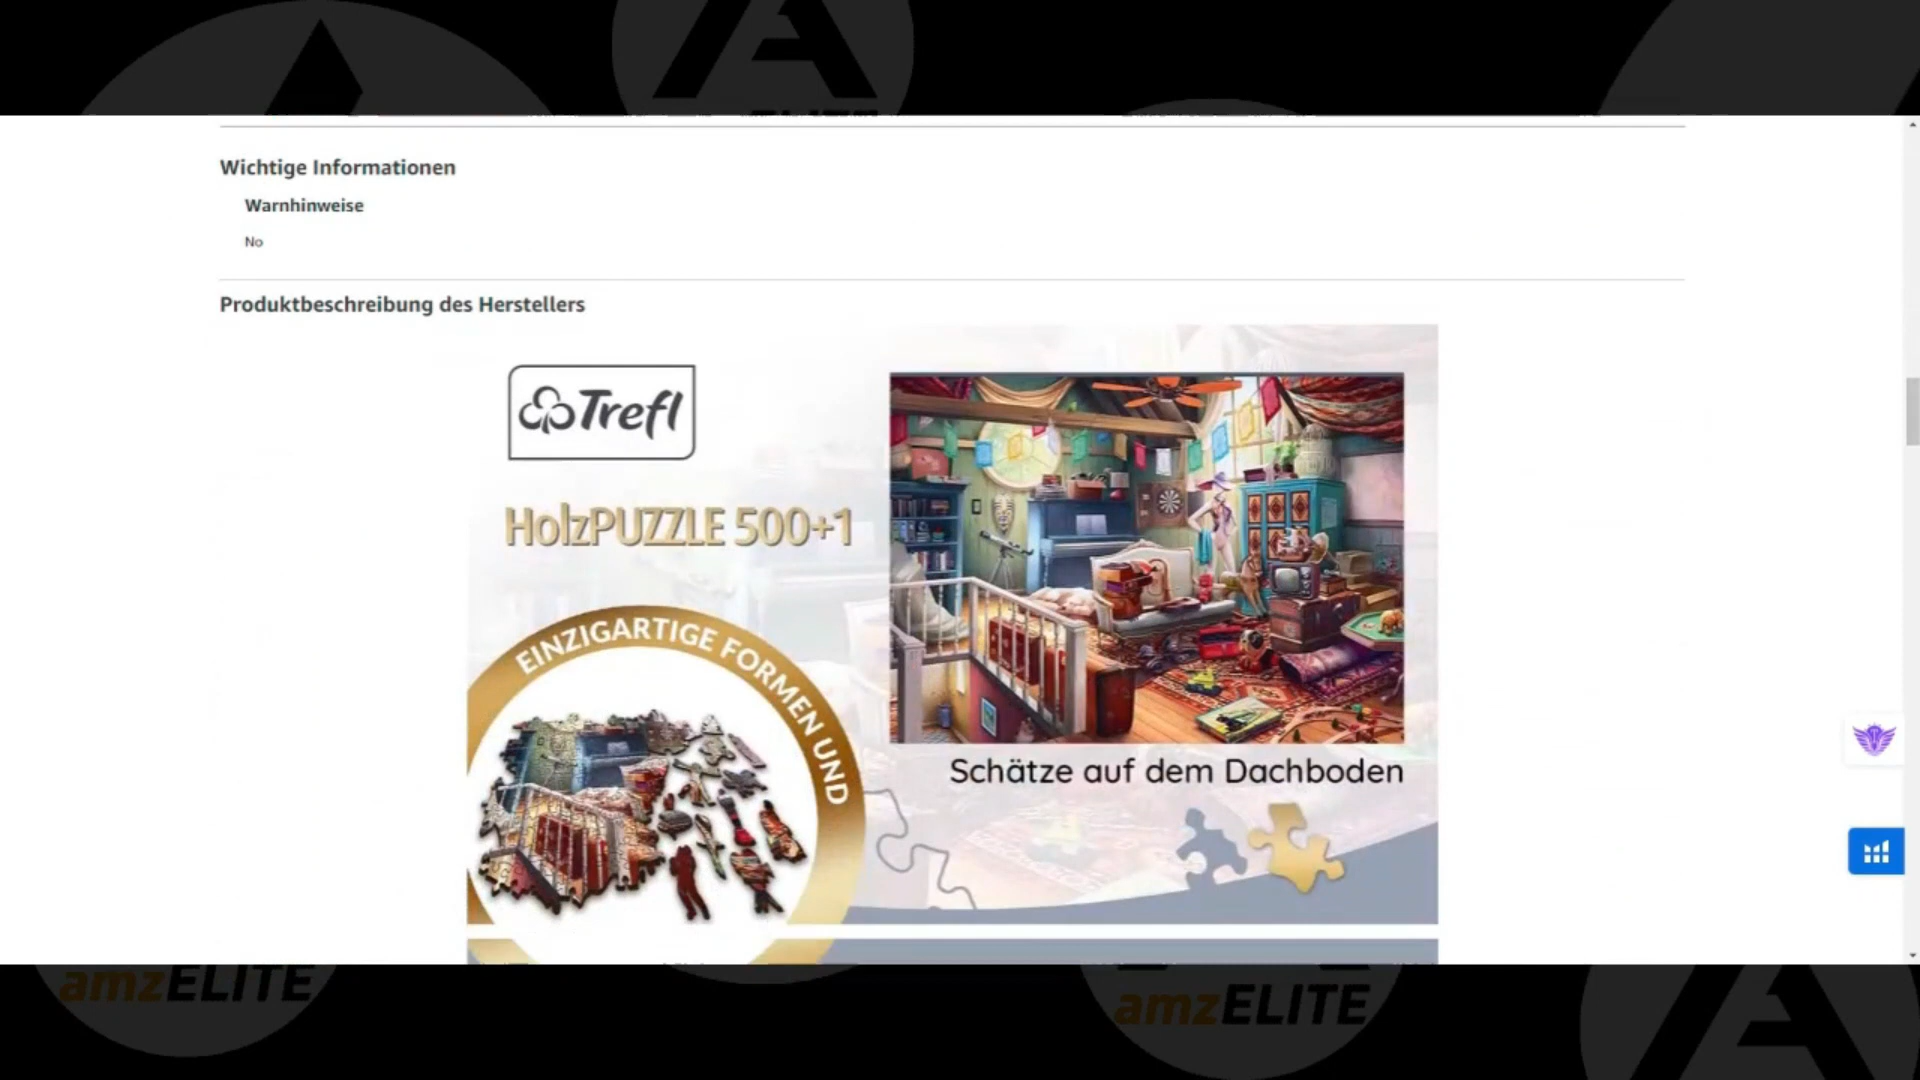 Wichtige Informationen
Warnhinweise
No
Produktbeschreibung des Herstellers
Trefl
HolzPUZZLE 500+1
EINZIGARTIGE FORMEN UND
Schätze auf dem Dachboden
amzELITE
amzELITE